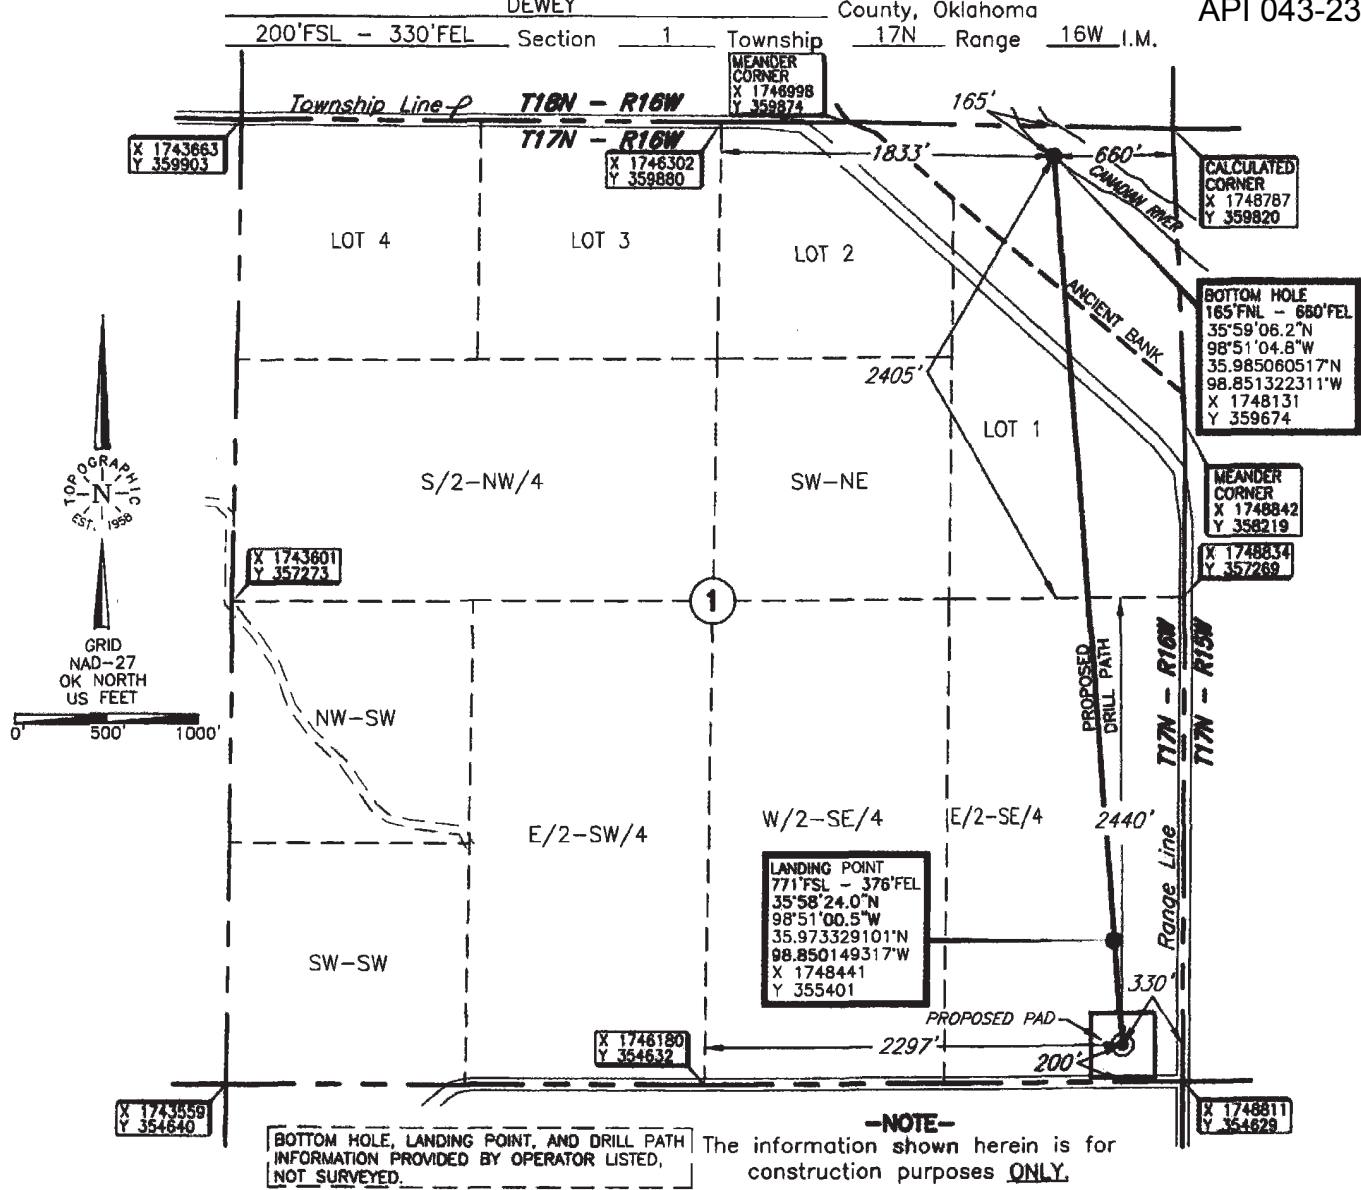 DEWEY County, Oklahoma API 043-23
200'FSL - 330'FEL Section 1 Township 17N Range 16W I.M.
MEANDER
CORNER
X 1746998
Y 359874
Township Line
T18N - R16W
T17N - R16W
165'
X 1743663
Y 359903
X 1746302
Y 359880
1833'
660'
CANADIAN RIVER
CALCULATED
CORNER
X 1748787
Y 359820
LOT 4
LOT 3
LOT 2
ANCIENT BANK
BOTTOM HOLE
165'FNL - 660'FEL
35°59'06.2"N
98°51'04.8"W
35.985060517°N
98.851322311°W
X 1748131
Y 359674
2405'
LOT 1
TOPOGRAPHIC
N
EST. 1958
S/2-NW/4
SW-NE
MEANDER
CORNER
X 1748842
Y 358219
X 1743601
Y 357273
X 1748834
Y 357269
1
GRID
NAD-27
OK NORTH
US FEET
0' 500' 1000'
NW-SW
PROPOSED
DRILL PATH
T17N - R16W
T17N - R15W
E/2-SW/4
W/2-SE/4
E/2-SE/4
2440'
Range Line
LANDING POINT
771'FSL - 376'FEL
35°58'24.0"N
98°51'00.5"W
35.973329101°N
98.850149317°W
X 1748441
Y 355401
SW-SW
330'
PROPOSED PAD
X 1746180
Y 354632
2297'
200'
X 1743559
Y 354640
X 1748811
Y 354629
BOTTOM HOLE, LANDING POINT, AND DRILL PATH
INFORMATION PROVIDED BY OPERATOR LISTED,
NOT SURVEYED.
-NOTE-
The information shown herein is for
construction purposes ONLY.